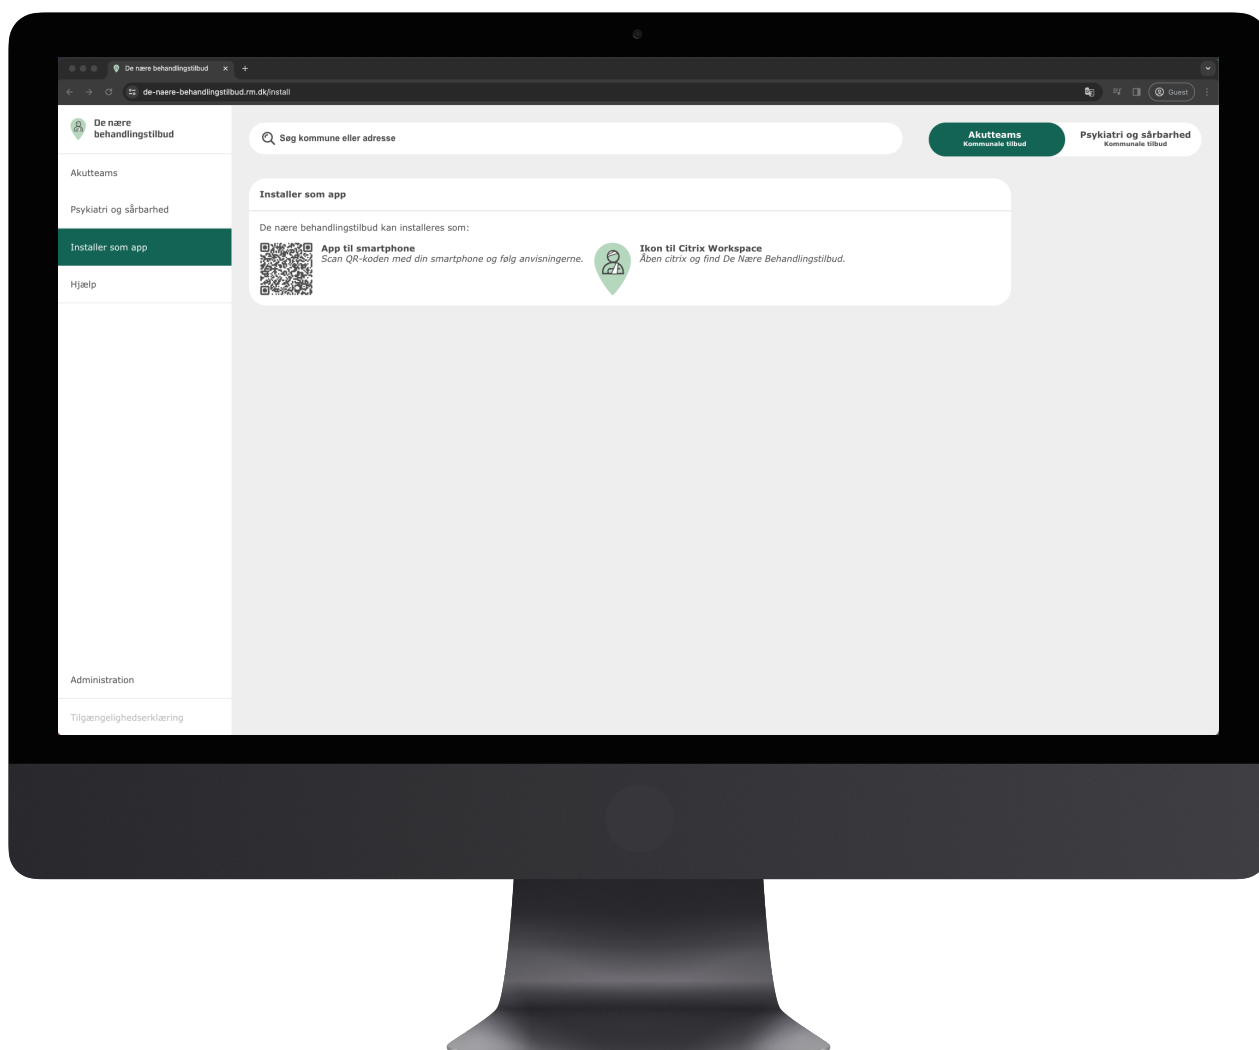 De nære behandlingstilbud
de-naere-behandlingstilbud.rm.dk/install
Guest
De nære
behandlingstilbud
Søg kommune eller adresse
Akutteams
Kommunale tilbud
Psykiatri og sårbarhed
Kommunale tilbud
Akutteams
Psykiatri og sårbarhed
Installer som app
Hjælp
Installer som app
De nære behandlingstilbud kan installeres som:
App til smartphone
Scan QR-koden med din smartphone og følg anvisningerne.
Ikon til Citrix Workspace
Åben citrix og find De Nære Behandlingstilbud.
Administration
Tilgængelighedserklæring